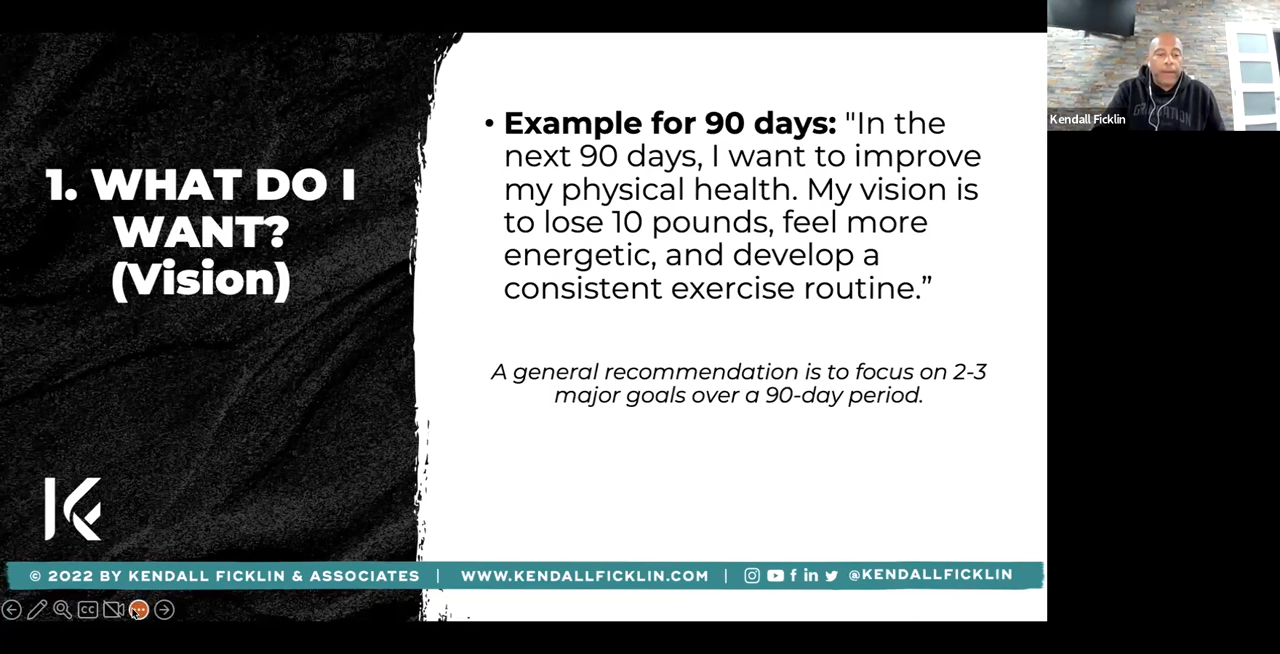 1. WHAT DO I
WANT?
(Vision)
• Example for 90 days: "In the
next 90 days, I want to improve
my physical health. My vision is
to lose 10 pounds, feel more
energetic, and develop a
consistent exercise routine.”
A general recommendation is to focus on 2-3
major goals over a 90-day period.
© 2022 BY KENDALL FICKLIN & ASSOCIATES | WWW.KENDALLFICKLIN.COM | @KENDALLFICKLIN
CC
Kendall Ficklin